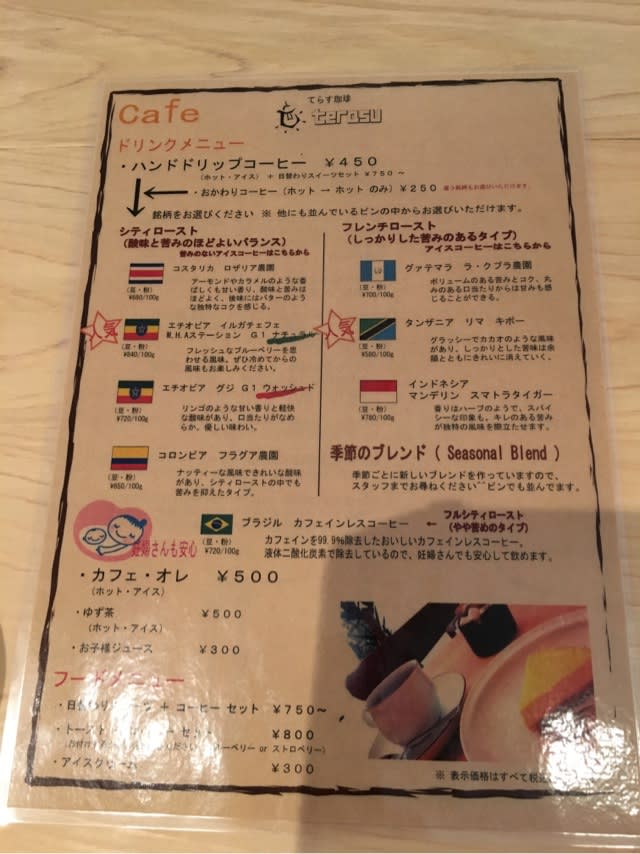 Cafe
てらす珈琲
terasu
ドリンクメニュー
・ハンドドリップコーヒー ¥450
(ホット・アイス) + 日替わりスイーツセット ¥750～
・おかわりコーヒー (ホット → ホット のみ) ¥250
銘柄をお選びください ※ 他にも並んでいるビンの中からお選びいただけます。
シティロースト
(酸味と苦みのほどよいバランス)
苦みのないアイスコーヒーはこちらから
コスタリカ ロザリア農園
(豆・粉)
¥680/100g
アーモンドやカラメルのような香
ばしくも甘い香り、酸味と苦みは
ほどよく、後味にはバターのよう
な独特なコクを感じる。
人気
エチオピア イルガチェフェ
W.H.Aステーション G1 ナチュラル
(豆・粉)
¥840/100g
フレッシュなブルーベリーを思
わせる風味。ぜひ冷めてからの
風味もお楽しみください。
エチオピア グジ G1 ウォッシュド
(豆・粉)
¥720/100g
リンゴのような甘い香りと軽快
な酸味があり、口当たりがなめ
らか。優しい味わい。
コロンビア フラグア農園
(豆・粉)
¥650/100g
ナッティーな風味できれいな酸味
があり、シティローストの中でも
苦みを抑えたタイプ。
フレンチロースト
(しっかりした苦みのあるタイプ)
アイスコーヒーはこちらから
グァテマラ ラ・クプラ農園
(豆・粉)
¥700/100g
ボリュームのある苦みとコク、丸
みのある口当たりからは甘みも感
じることができる。
人気
タンザニア リマ キボー
(豆・粉)
¥580/100g
グラッシーでカカオのような風味
があり、しっかりとした苦味は余
韻とともにきれいに消えていく。
インドネシア
マンデリン スマトラタイガー
(豆・粉)
¥780/100g
香りはハーブのようで、スパイ
シーな印象も。キレのある苦み
が独特の風味を際立たせます。
季節のブレンド ( Seasonal Blend )
季節ごとに新しいブレンドを作っていますので、
スタッフまでお尋ねください^^ビンでも並んでます。
妊婦さんも安心
ブラジル カフェインレスコーヒー ←
フルシティロースト
(やや苦めのタイプ)
(豆・粉)
¥720/100g
カフェインを99.9%除去したおいしいカフェインレスコーヒー。
液体二酸化炭素で除去しているので、妊婦さんでも安心して飲めます。
・カフェ・オレ ¥500
(ホット・アイス)
・ゆず茶 ¥500
(ホット・アイス)
・お子様ジュース ¥300
フードメニュー
・日替わり + コーヒー セット ¥750～
・トースト セット ¥800
ブルーベリー or ストロベリー)
・アイスクリーム ¥300
※ 表示価格はすべて税込